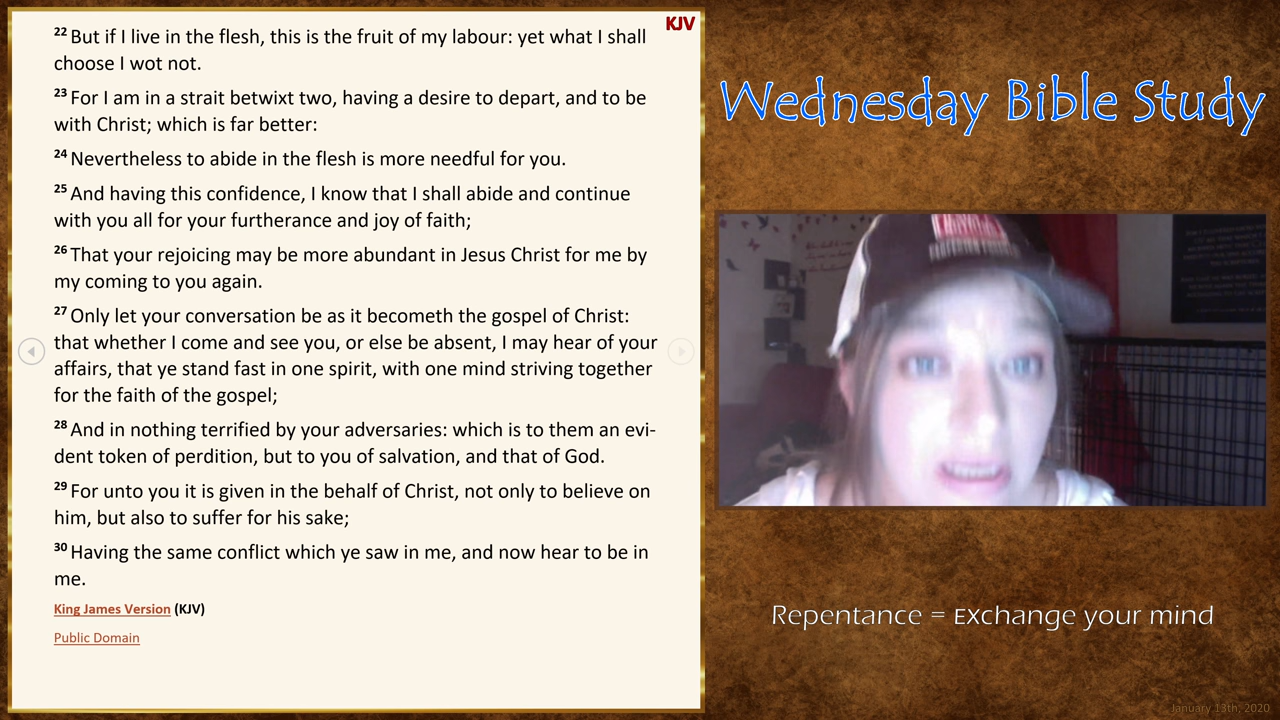 KJV
22 But if I live in the flesh, this is the fruit of my labour: yet what I shall
choose I wot not.
23 For I am in a strait betwixt two, having a desire to depart, and to be
with Christ; which is far better:
24 Nevertheless to abide in the flesh is more needful for you.
25 And having this confidence, I know that I shall abide and continue
with you all for your furtherance and joy of faith;
26 That your rejoicing may be more abundant in Jesus Christ for me by
my coming to you again.
27 Only let your conversation be as it becometh the gospel of Christ:
that whether I come and see you, or else be absent, I may hear of your
affairs, that ye stand fast in one spirit, with one mind striving together
for the faith of the gospel;
28 And in nothing terrified by your adversaries: which is to them an evi-
dent token of perdition, but to you of salvation, and that of God.
29 For unto you it is given in the behalf of Christ, not only to believe on
him, but also to suffer for his sake;
30 Having the same conflict which ye saw in me, and now hear to be in
me.
King James Version (KJV)
Public Domain
Wednesday Bible Study
Repentance = EXchange your mind
January 13th, 2020